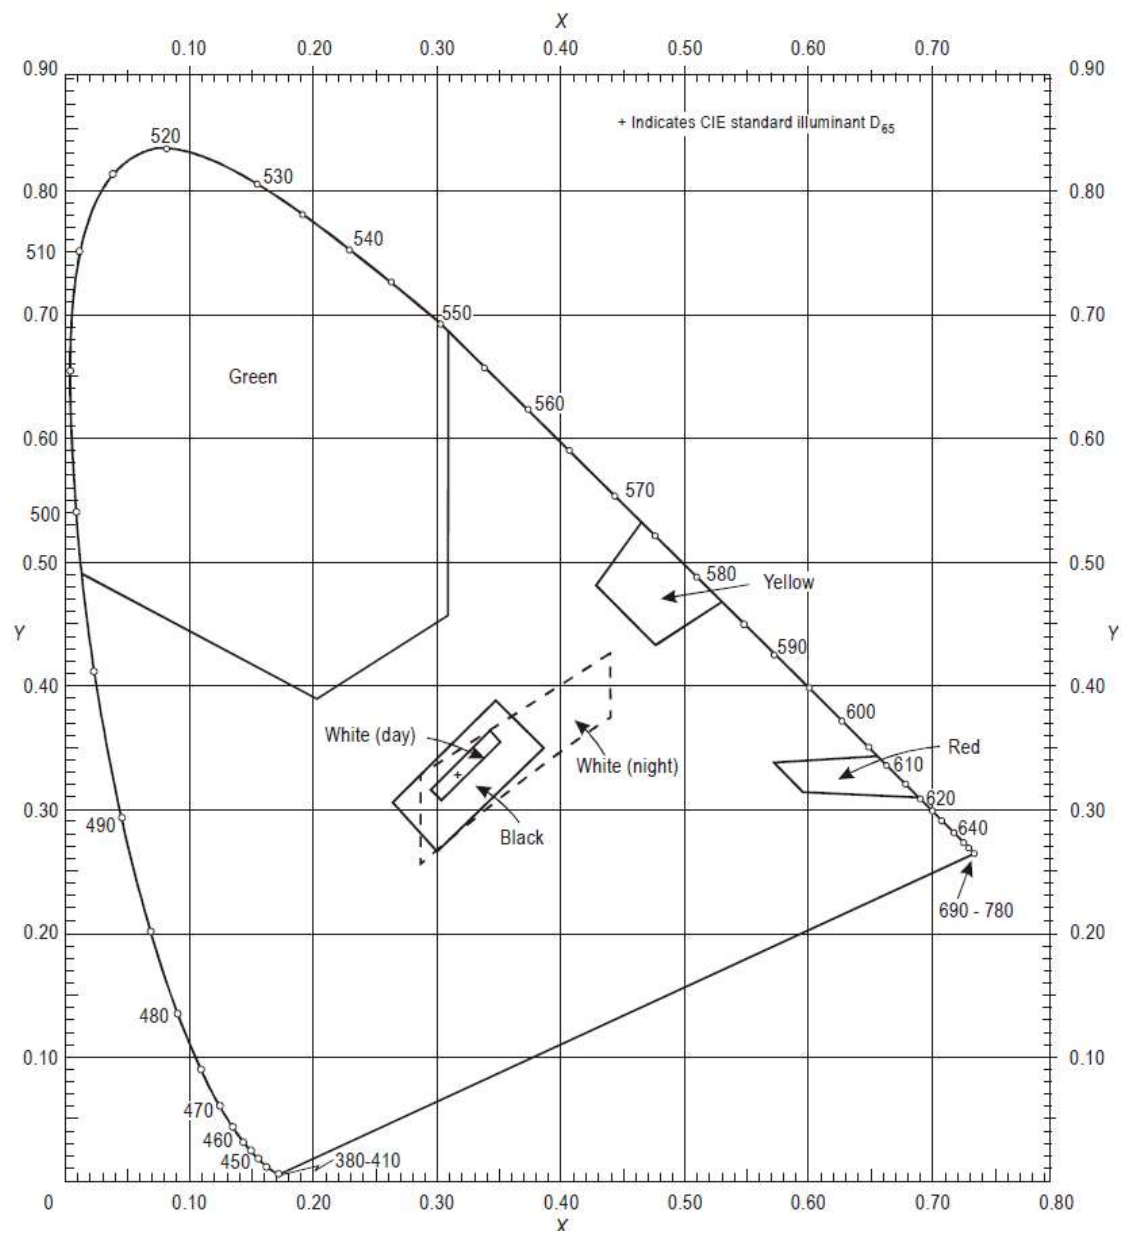 X
0.10 0.20 0.30 0.40 0.50 0.60 0.70
0.90 0.90
+ Indicates CIE standard illuminant D65
520
530
0.80 0.80
540
510
0.70 550 0.70
Green
560
0.60 0.60
570
500
0.50 0.50
580
Yellow
Y Y
590
0.40 0.40
600
White (day)
Red
White (night)
610
620
0.30 0.30
490
Black
640
690 - 780
0.20 0.20
480
0.10 0.10
470
460
450 380-410
0 0.10 0.20 0.30 0.40 0.50 0.60 0.70 0.80
X